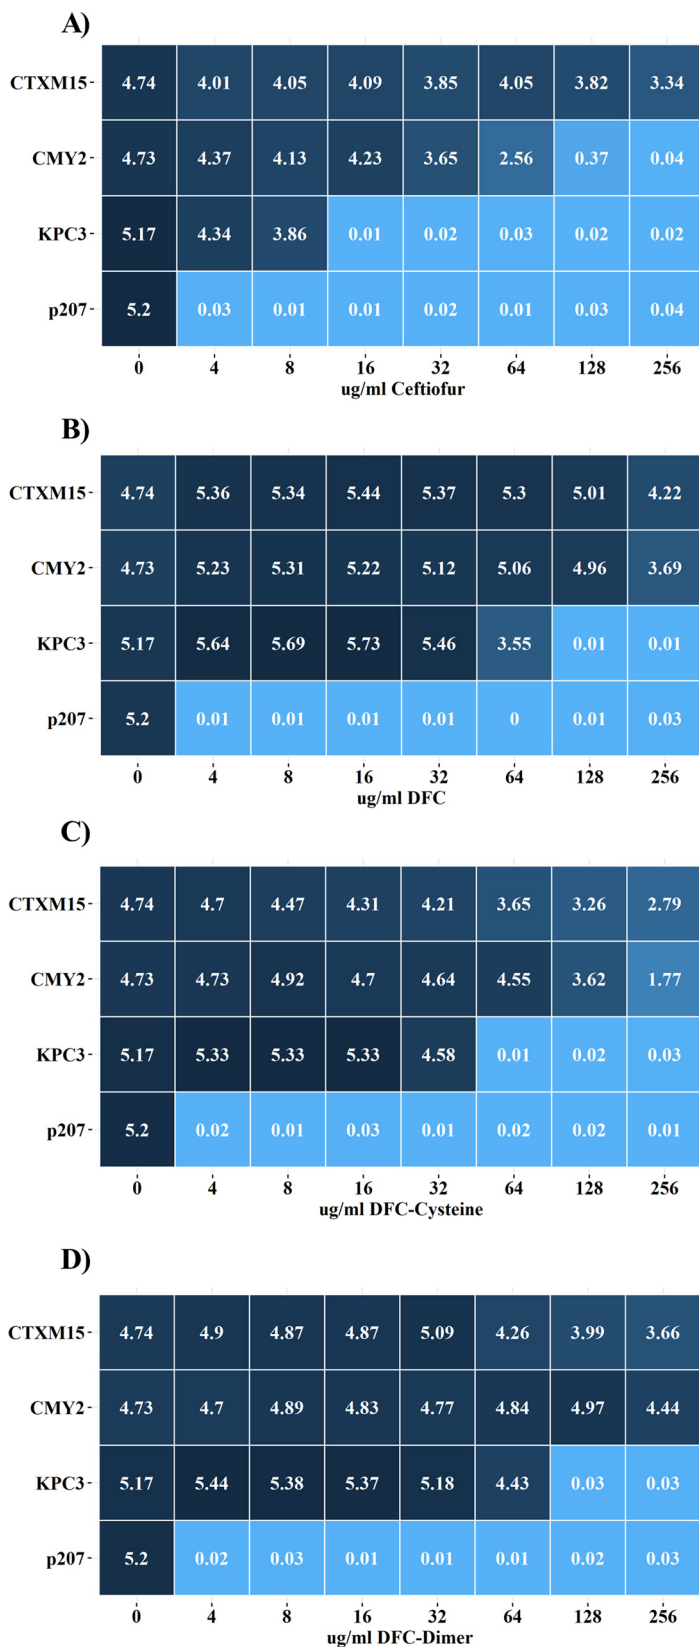 A)
CTXM15 4.74 4.01 4.05 4.09 3.85 4.05 3.82 3.34
CMY2 4.73 4.37 4.13 4.23 3.65 2.56 0.37 0.04
KPC3 5.17 4.34 3.86 0.01 0.02 0.03 0.02 0.02
p207 5.2 0.03 0.01 0.01 0.02 0.01 0.03 0.04
0 4 8 16 32 64 128 256
ug/ml Ceftiofur
B)
CTXM15 4.74 5.36 5.34 5.44 5.37 5.3 5.01 4.22
CMY2 4.73 5.23 5.31 5.22 5.12 5.06 4.96 3.69
KPC3 5.17 5.64 5.69 5.73 5.46 3.55 0.01 0.01
p207 5.2 0.01 0.01 0.01 0.01 0 0.01 0.03
0 4 8 16 32 64 128 256
ug/ml DFC
C)
CTXM15 4.74 4.7 4.47 4.31 4.21 3.65 3.26 2.79
CMY2 4.73 4.73 4.92 4.7 4.64 4.55 3.62 1.77
KPC3 5.17 5.33 5.33 5.33 4.58 0.01 0.02 0.03
p207 5.2 0.02 0.01 0.03 0.01 0.02 0.02 0.01
0 4 8 16 32 64 128 256
ug/ml DFC-Cysteine
D)
CTXM15 4.74 4.9 4.87 4.87 5.09 4.26 3.99 3.66
CMY2 4.73 4.7 4.89 4.83 4.77 4.84 4.97 4.44
KPC3 5.17 5.44 5.38 5.37 5.18 4.43 0.03 0.03
p207 5.2 0.02 0.03 0.01 0.01 0.01 0.02 0.03
0 4 8 16 32 64 128 256
ug/ml DFC-Dimer